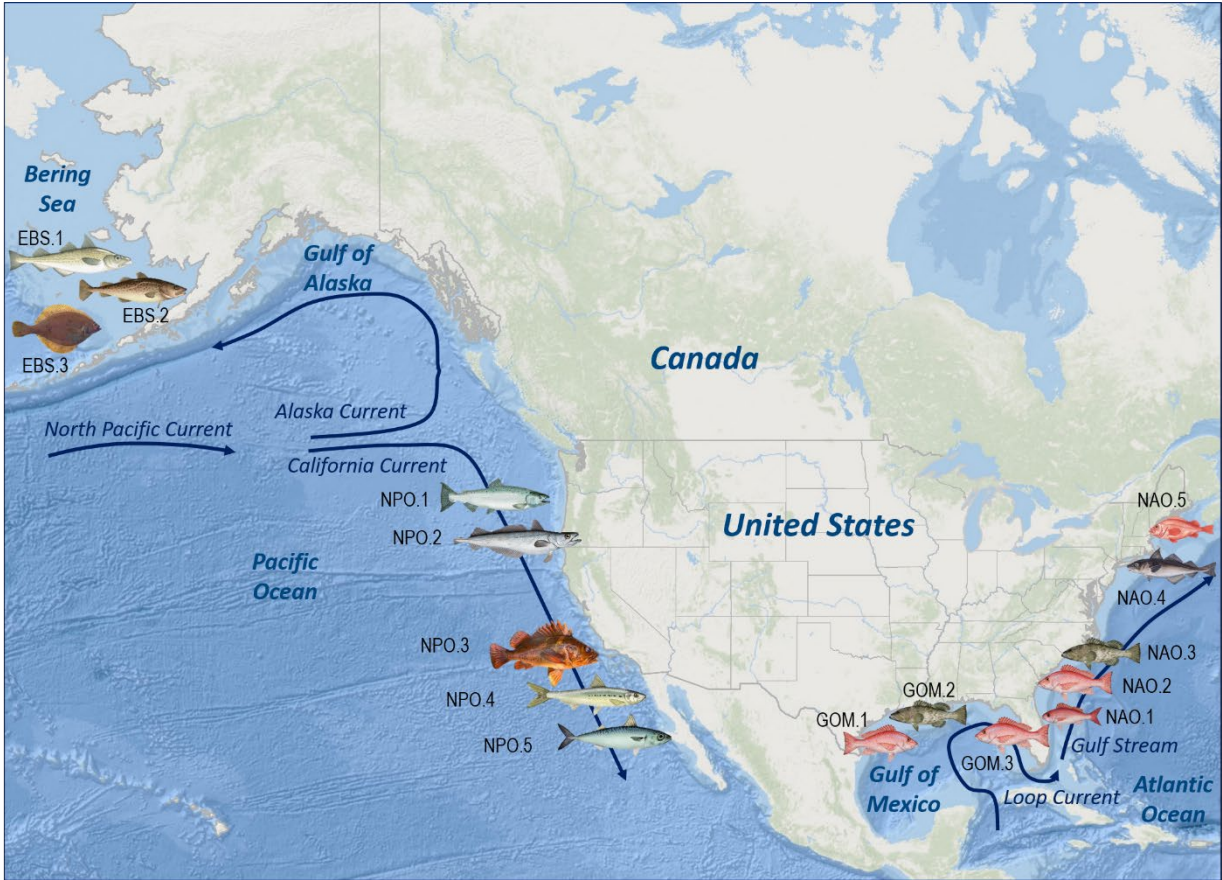 Bering
Sea
EBS.1
EBS.2
EBS.3
Gulf of
Alaska
Alaska Current
North Pacific Current
California Current
Canada
United States
NPO.1
NPO.2
Pacific
Ocean
NPO.3
NPO.4
NPO.5
NAO.5
NAO.4
NAO.3
NAO.2
NAO.1
GOM.2
GOM.1
GOM.3
Gulf Stream
Gulf of
Mexico
Loop Current
Atlantic
Ocean